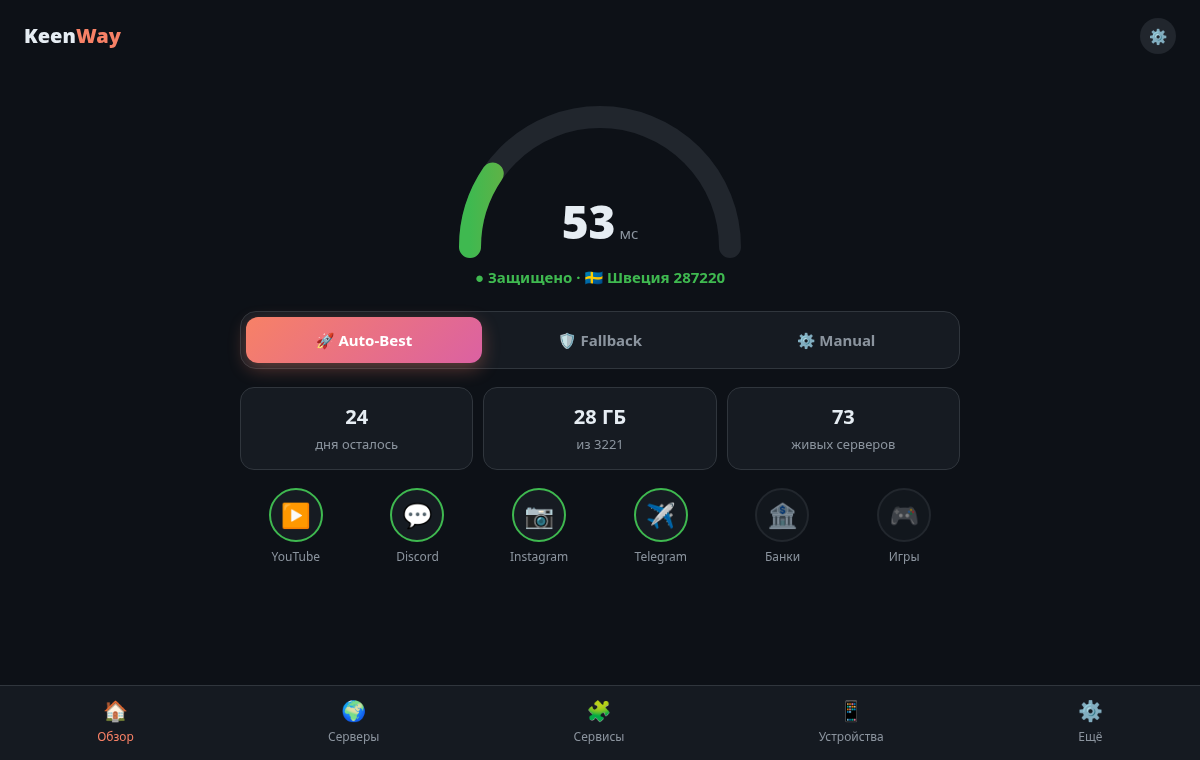 KeenWay
53 мс
● Защищено · 🇸🇪 Швеция 287220
🚀 Auto-Best
🛡️ Fallback
⚙️ Manual
24
дня осталось
28 ГБ
из 3221
73
живых серверов
YouTube
Discord
Instagram
Telegram
Банки
Игры
Обзор
Серверы
Сервисы
Устройства
Ещё